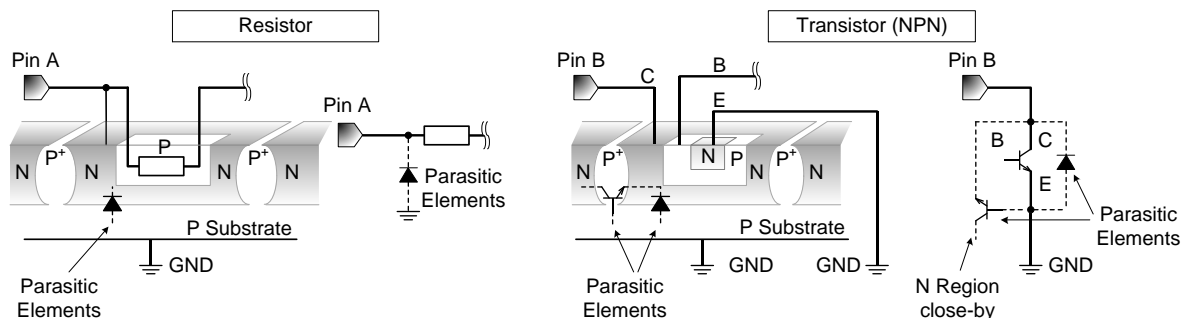 Resistor
Transistor (NPN)
Pin A
Pin A
P
N
P+
N
P+
N
N
Parasitic
Elements
P Substrate
GND
Parasitic
Elements
Pin B
C
B
E
N
P+
N
N
P
P+
N
N
P Substrate
GND
GND
Parasitic
Elements
Pin B
B
C
E
Parasitic
Elements
GND
N Region
close-by